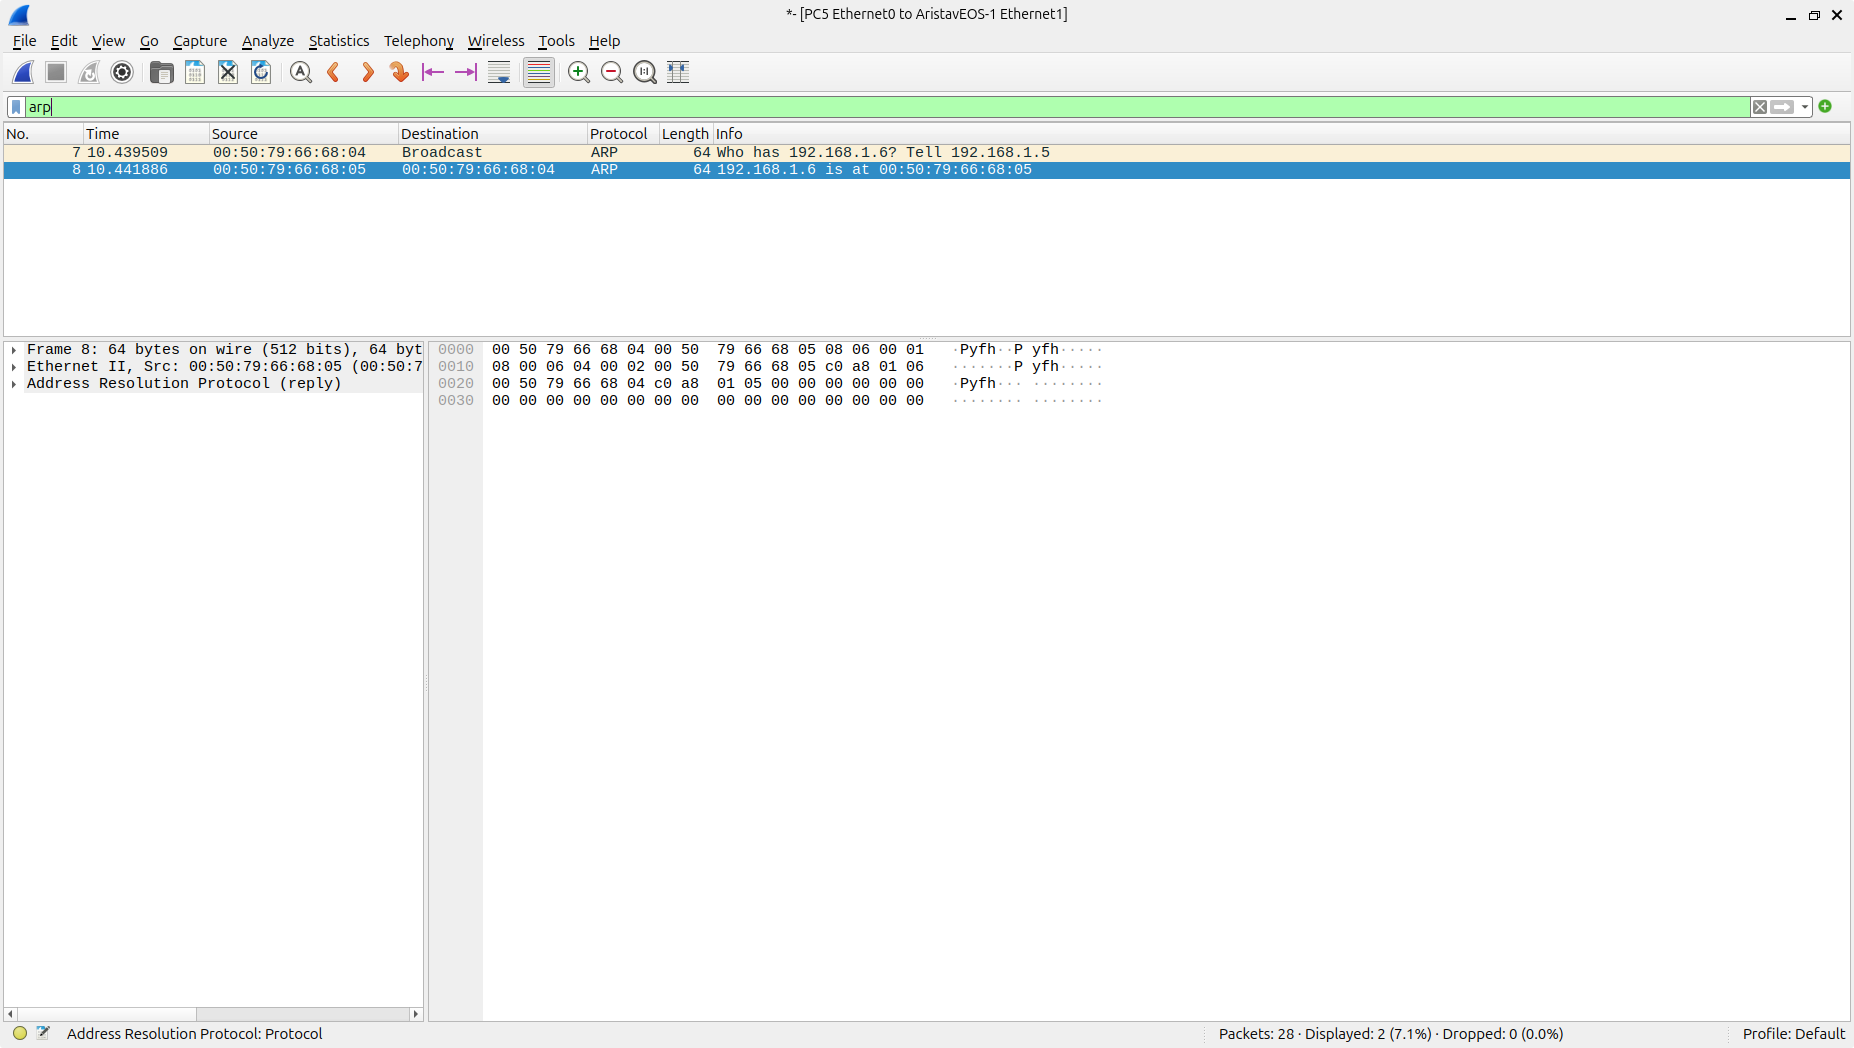 *- [PC5 Ethernet0 to AristavEOS-1 Ethernet1]
File Edit View Go Capture Analyze Statistics Telephony Wireless Tools Help
arp
No. Time Source Destination Protocol Length Info
7 10.439509 00:50:79:66:68:04 Broadcast ARP 64 Who has 192.168.1.6? Tell 192.168.1.5
8 10.441886 00:50:79:66:68:05 00:50:79:66:68:04 ARP 64 192.168.1.6 is at 00:50:79:66:68:05
Frame 8: 64 bytes on wire (512 bits), 64 byt
Ethernet II, Src: 00:50:79:66:68:05 (00:50:7
Address Resolution Protocol (reply)
0000 00 50 79 66 68 04 00 50 79 66 68 05 08 06 00 01 ·Pyfh··P yfh·····
0010 08 00 06 04 00 02 00 50 79 66 68 05 c0 a8 01 06 ·······P yfh·····
0020 00 50 79 66 68 04 c0 a8 01 05 00 00 00 00 00 00 ·Pyfh··· ········
0030 00 00 00 00 00 00 00 00 00 00 00 00 00 00 00 00 ········ ········
Address Resolution Protocol: Protocol
Packets: 28 · Displayed: 2 (7.1%) · Dropped: 0 (0.0%)
Profile: Default